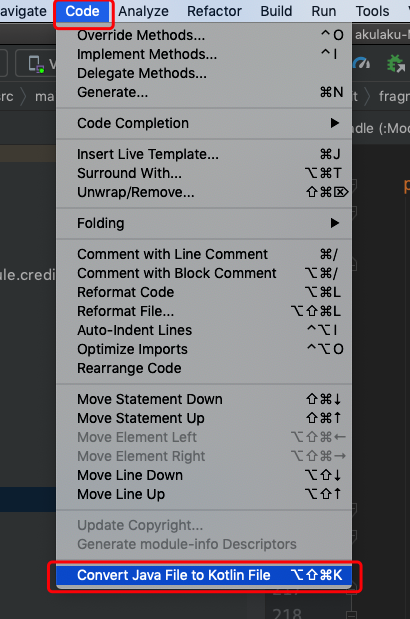 avigate Code Analyze Refactor Build Run Tools
Override Methods... ^O
Implement Methods... ^I
Delegate Methods...
Generate... ⌘N
Code Completion ▶
Insert Live Template... ⌘J
Surround With... ⌥⌘T
Unwrap/Remove... ⇧⌘⌦
Folding ▶
Comment with Line Comment ⌘/
Comment with Block Comment ⌥⌘/
Reformat Code ⌥⌘L
Reformat File... ⌥⇧⌘L
Auto-Indent Lines ^⌥I
Optimize Imports ^⌥O
Rearrange Code
Move Statement Down ⇧⌘↓
Move Statement Up ⇧⌘↑
Move Element Left ⌥⇧⌘←
Move Element Right ⌥⇧⌘→
Move Line Down ⌥⇧↓
Move Line Up ⌥⇧↑
Update Copyright...
Generate module-info Descriptors
Convert Java File to Kotlin File ⌥⇧⌘K
akulaku-
src
ma
fragn
dle (:Mod
ule.credi
218